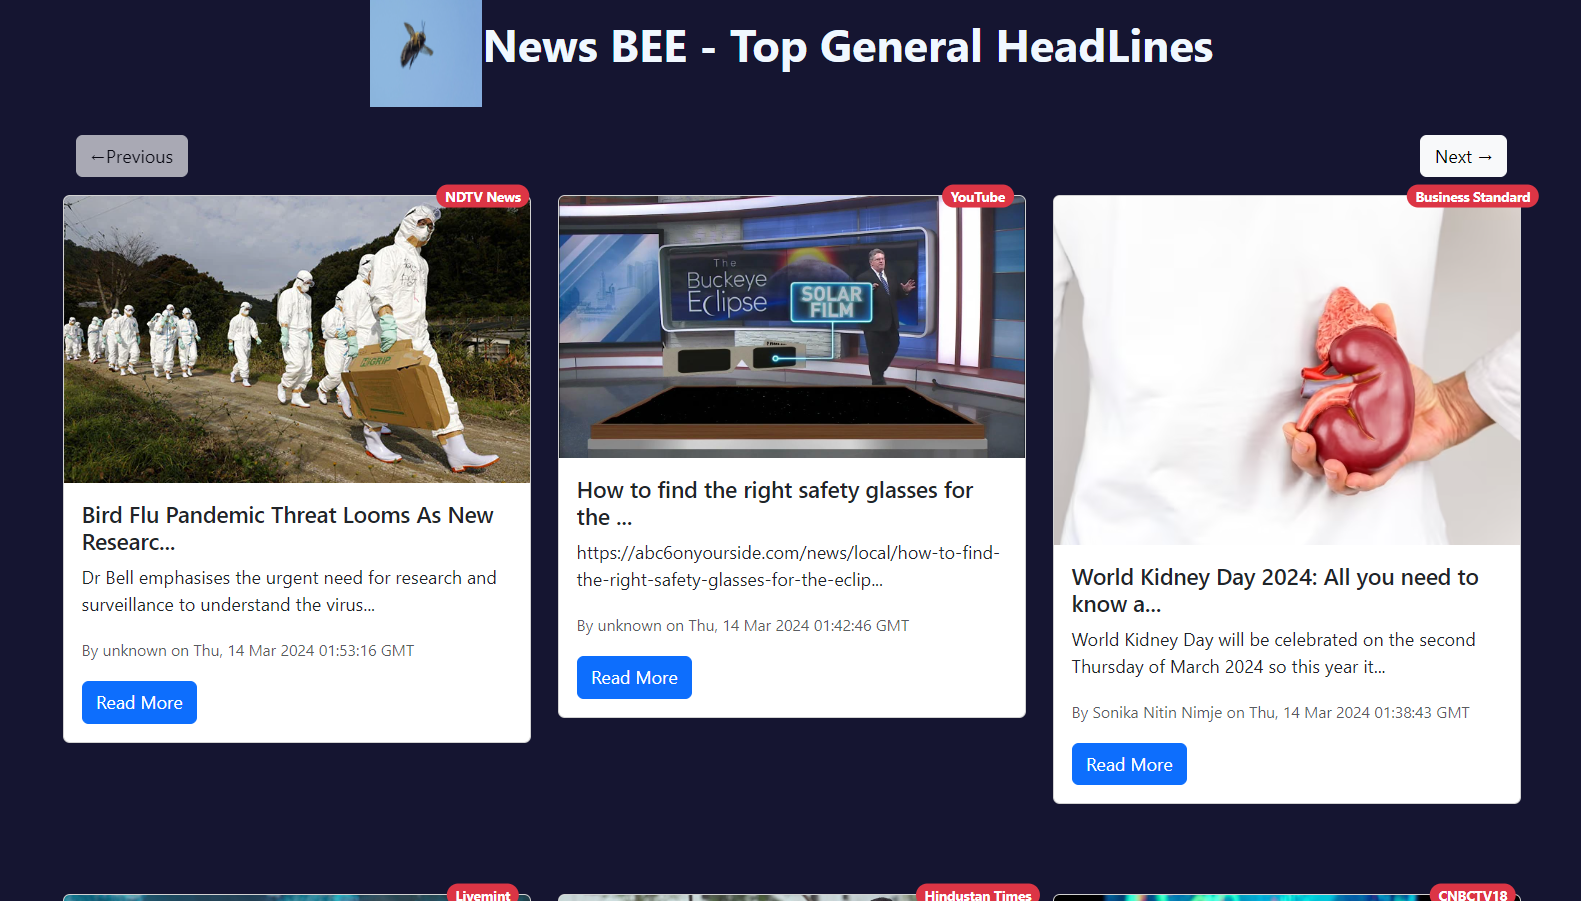 News BEE - Top General HeadLines
←Previous
Next →
NDTV News
Bird Flu Pandemic Threat Looms As New
Researc...
Dr Bell emphasises the urgent need for research and
surveillance to understand the virus...
By unknown on Thu, 14 Mar 2024 01:53:16 GMT
Read More
YouTube
The
Buckeye
Eclipse
SOLAR
FILM
How to find the right safety glasses for
the ...
https://abc6onyourside.com/news/local/how-to-find-
the-right-safety-glasses-for-the-eclip...
By unknown on Thu, 14 Mar 2024 01:42:46 GMT
Read More
Business Standard
World Kidney Day 2024: All you need to
know a...
World Kidney Day will be celebrated on the second
Thursday of March 2024 so this year it...
By Sonika Nitin Nimje on Thu, 14 Mar 2024 01:38:43 GMT
Read More
Livemint
Hindustan Times
CNBCTV18